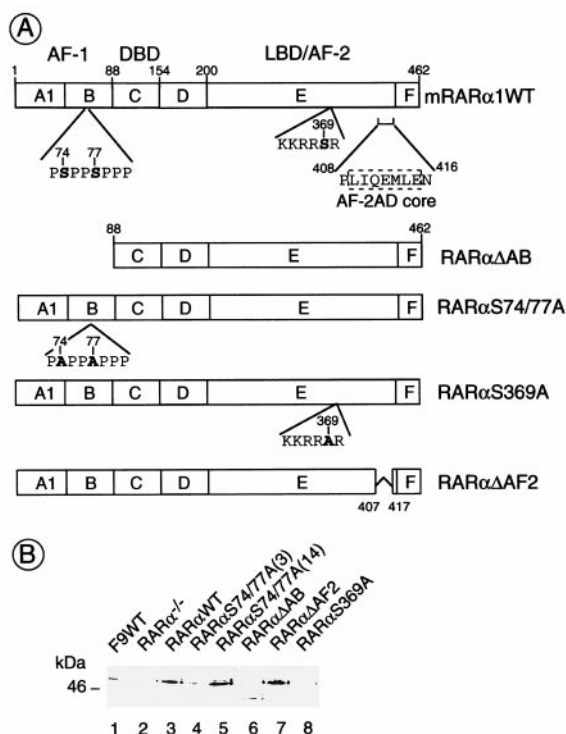 A
AF-1 DBD LBD/AF-2
1 88 154 200 462
A1 B C D E F mRARα1WT
74 77
PSPPSPPP
369
KKRRSR
408 416
PLIQEMLEN
AF-2AD core
88 462
C D E F RARαΔAB
A1 B C D E F RARαS74/77A
74 77
PAPPAPPP
A1 B C D E F RARαS369A
369
KKRRAR
A1 B C D E F RARαΔAF2
407 417
B
F9WT
RARα-/-
RARαWT
RARαS74/77A(3)
RARαS74/77A(14)
RARαΔAB
RARαΔAF2
RARαS369A
kDa
46
1 2 3 4 5 6 7 8